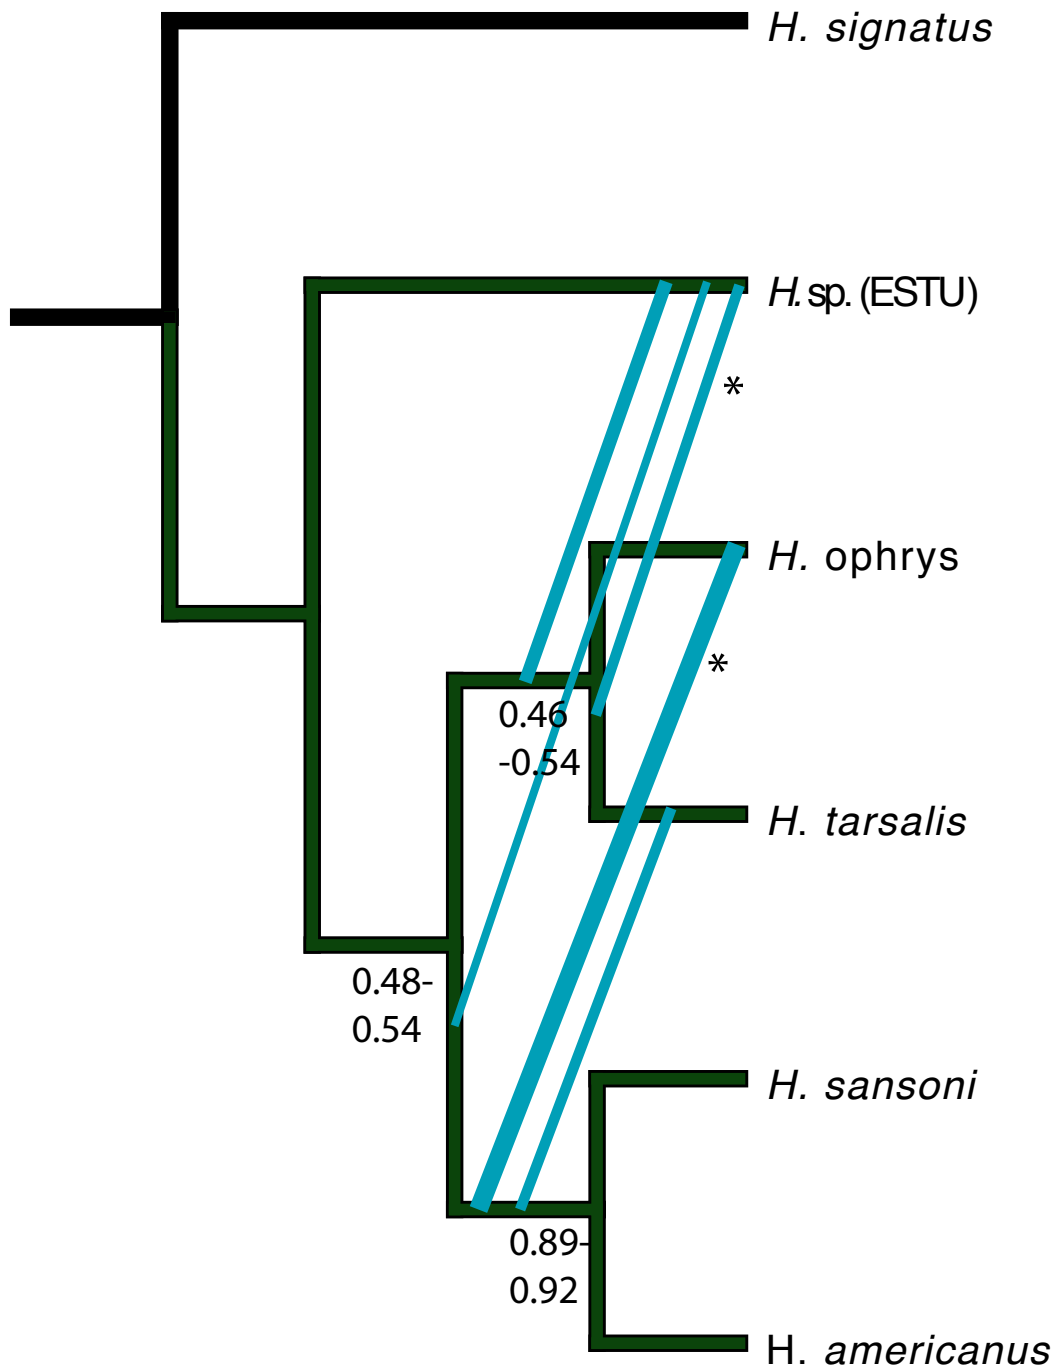 H. signatus
H. sp. (ESTU)
*
H. ophrys
*
0.46
-0.54
H. tarsalis
0.48-
0.54
H. sansoni
0.89-
0.92
H. americanus